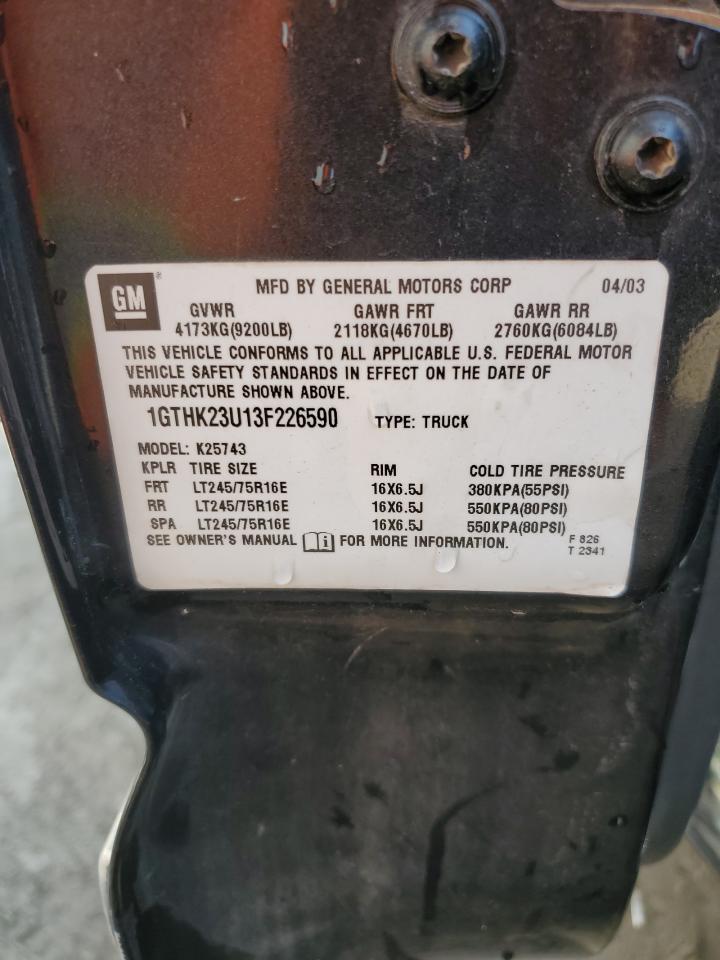 GM®
MFD BY GENERAL MOTORS CORP 04/03
GVWR GAWR FRT GAWR RR
4173KG(9200LB) 2118KG(4670LB) 2760KG(6084LB)
THIS VEHICLE CONFORMS TO ALL APPLICABLE U.S. FEDERAL MOTOR
VEHICLE SAFETY STANDARDS IN EFFECT ON THE DATE OF
MANUFACTURE SHOWN ABOVE.
1GTHK23U13F226590 TYPE: TRUCK
MODEL: K25743
KPLR TIRE SIZE RIM COLD TIRE PRESSURE
FRT LT245/75R16E 16X6.5J 380KPA(55PSI)
RR LT245/75R16E 16X6.5J 550KPA(80PSI)
SPA LT245/75R16E 16X6.5J 550KPA(80PSI)
SEE OWNER'S MANUAL i FOR MORE INFORMATION.
F 826
T 2341